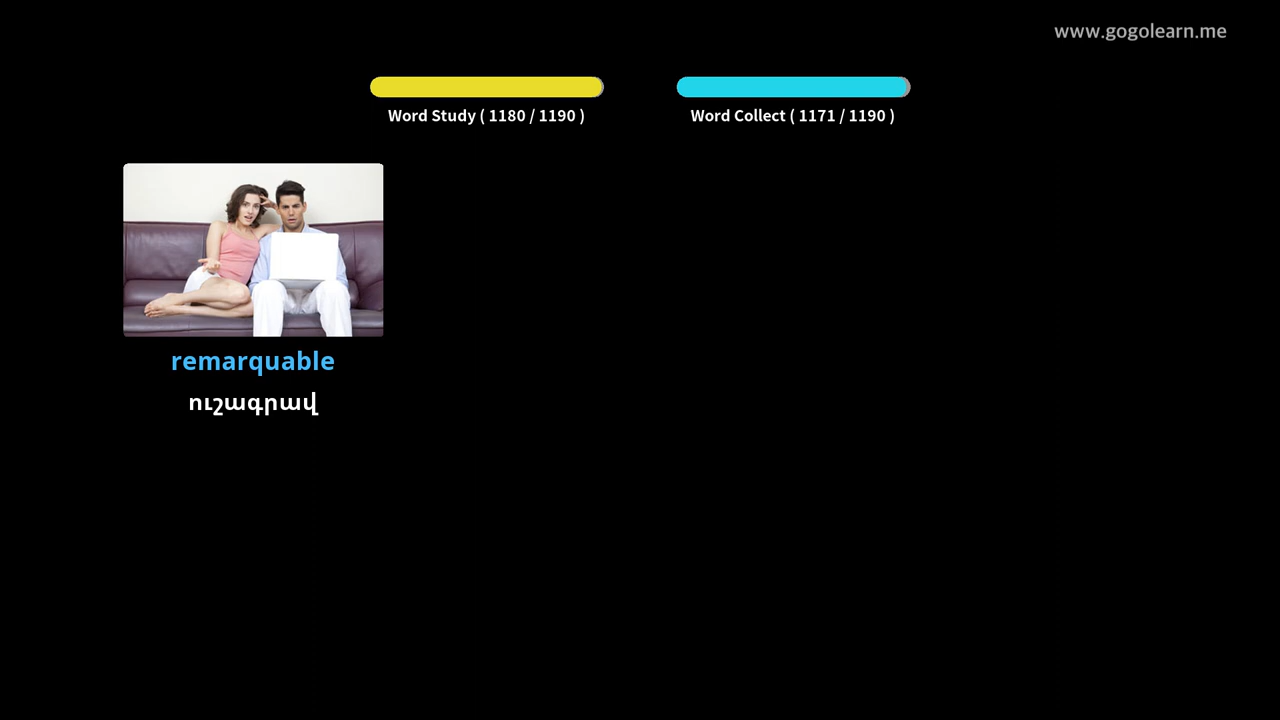 www.gogolearn.me
Word Study ( 1180 / 1190 )
Word Collect ( 1171 / 1190 )
remarquable
ուշագրավ